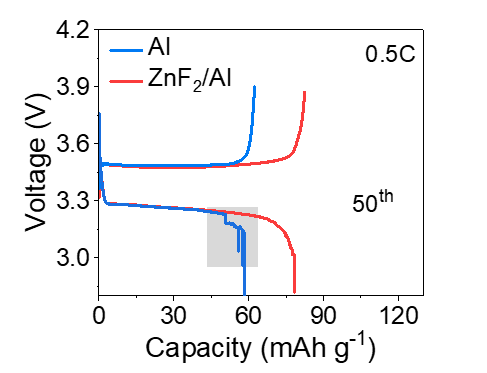 4.2
3.9
3.6
3.3
3.0
Voltage (V)
Al
ZnF₂/Al
0.5C
50ᵗʰ
0 30 60 90 120
Capacity (mAh g⁻¹)